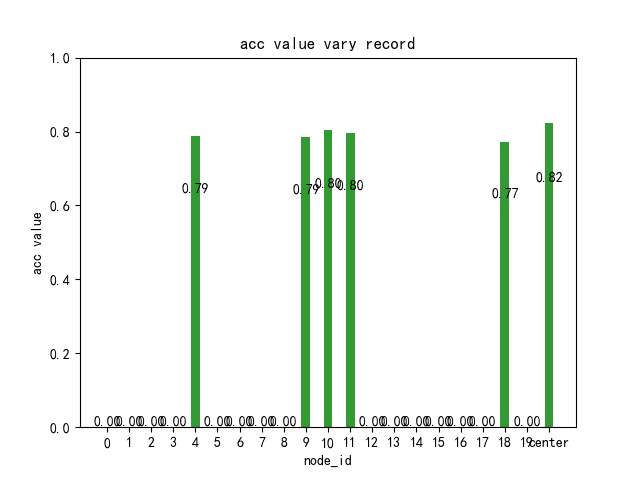 acc value vary record
1.0
0.8
0.6
0.4
0.2
0.0
acc value
0.00 0.00 0.00 0.00 0.79 0.00 0.00 0.00 0.00 0.79 0.80 0.80 0.00 0.00 0.00 0.00 0.00 0.00 0.77 0.00 0.82
0 1 2 3 4 5 6 7 8 9 10 11 12 13 14 15 16 17 18 19 center
node_id